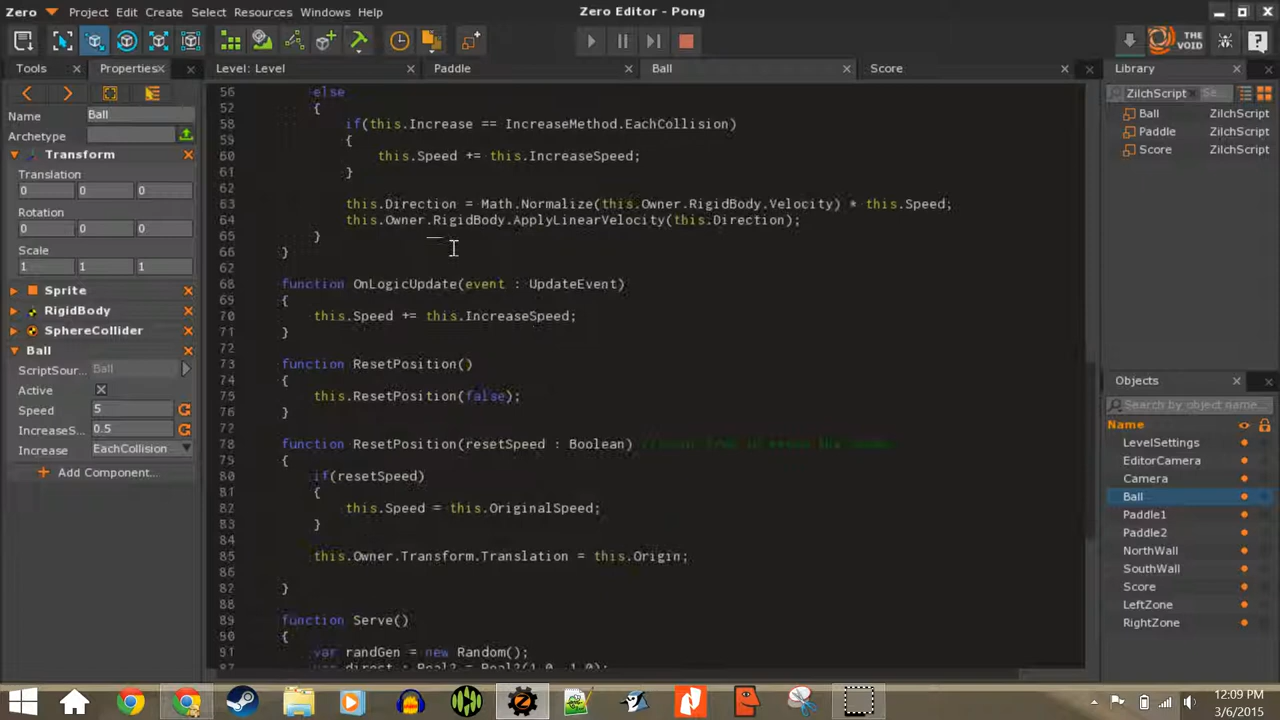 Zero Project Edit Create Select Resources Windows Help Zero Editor - Pong
THE VOID
Tools Properties Level: Level Paddle Ball Score Library
Name Ball
Archetype
Transform
Translation
0 0 0
Rotation
0 0 0
Scale
1 1 1
Sprite
RigidBody
SphereCollider
Ball
ScriptSour... Ball
Active
Speed 5
IncreaseS... 0.5
Increase EachCollision
Add Component...
56 else
52 {
58 if(this.Increase == IncreaseMethod.EachCollision)
59 {
60 this.Speed += this.IncreaseSpeed;
61 }
62
63 this.Direction = Math.Normalize(this.Owner.RigidBody.Velocity) * this.Speed;
64 this.Owner.RigidBody.ApplyLinearVelocity(this.Direction);
65 }
66 }
62
68 function OnLogicUpdate(event : UpdateEvent)
69 {
70 this.Speed += this.IncreaseSpeed;
71 }
72
73 function ResetPosition()
74 {
75 this.ResetPosition(false);
76 }
72
78 function ResetPosition(resetSpeed : Boolean)
79 {
80 if(resetSpeed)
81 {
82 this.Speed = this.OriginalSpeed;
83 }
84
85 this.Owner.Transform.Translation = this.Origin;
86
82 }
88
89 function Serve()
90 {
91 var randGen = new Random();
ZilchScript Se
Ball ZilchScript
Paddle ZilchScript
Score ZilchScript
Objects
Search by object name...
Name
LevelSettings
EditorCamera
Camera
Ball
Paddle1
Paddle2
NorthWall
SouthWall
Score
LeftZone
RightZone
12:09 PM
3/6/2015